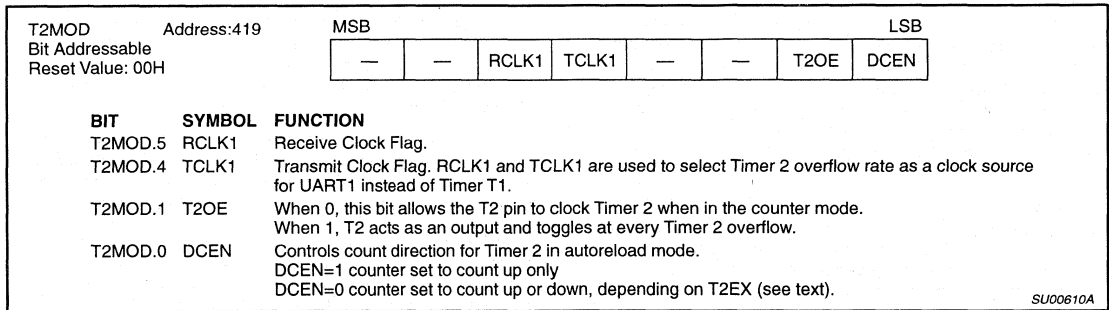 T2MOD Address:419 MSB LSB
Bit Addressable
Reset Value: 00H
— — RCLK1 TCLK1 — — T2OE DCEN
BIT SYMBOL FUNCTION
T2MOD.5 RCLK1 Receive Clock Flag.
T2MOD.4 TCLK1 Transmit Clock Flag. RCLK1 and TCLK1 are used to select Timer 2 overflow rate as a clock source
for UART1 instead of Timer T1.
T2MOD.1 T2OE When 0, this bit allows the T2 pin to clock Timer 2 when in the counter mode.
When 1, T2 acts as an output and toggles at every Timer 2 overflow.
T2MOD.0 DCEN Controls count direction for Timer 2 in autoreload mode.
DCEN=1 counter set to count up only
DCEN=0 counter set to count up or down, depending on T2EX (see text).
SU00610A